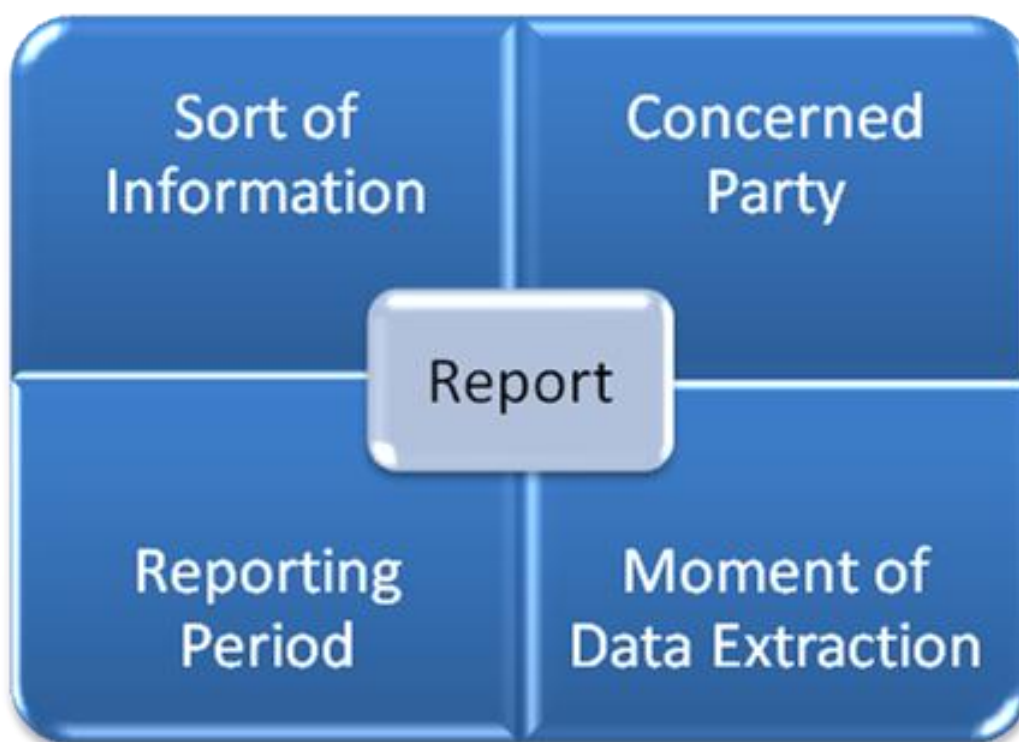 Sort of
Information
Concerned
Party
Report
Reporting
Period
Moment of
Data Extraction